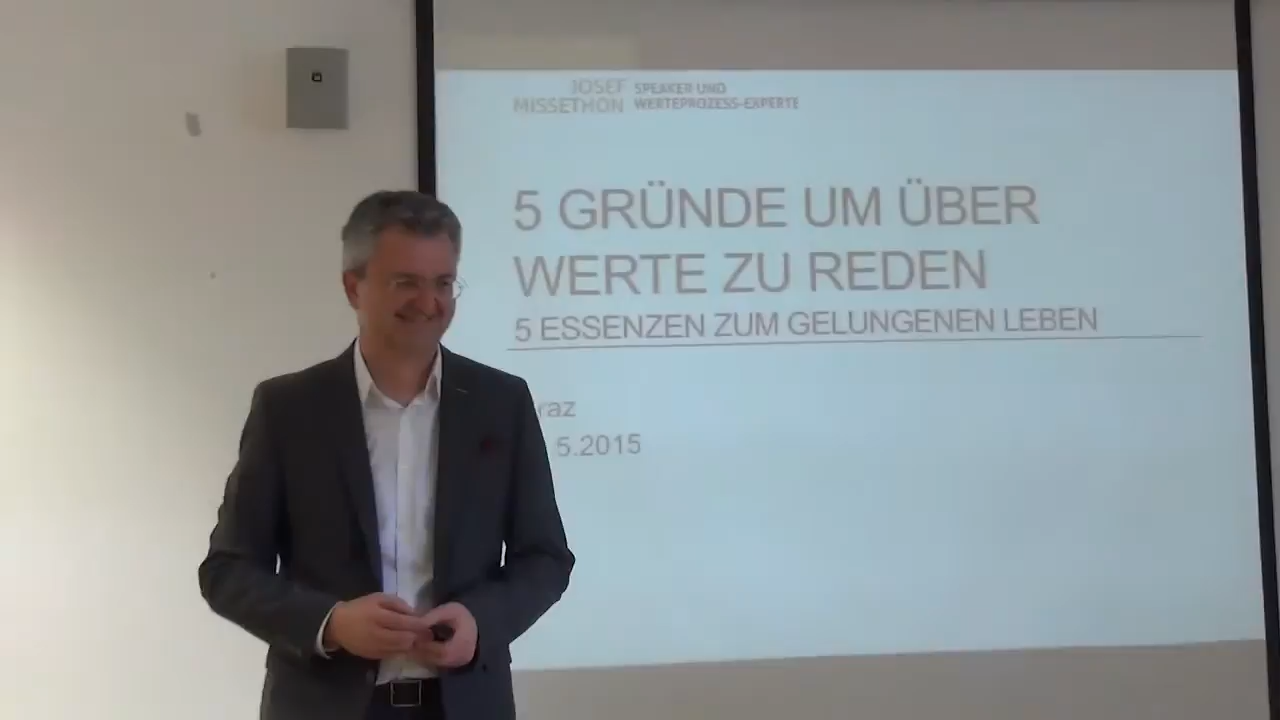 JOSEF
MISSETHON
SPEAKER UND
WERTEPROZESS-EXPERTE
5 GRÜNDE UM ÜBER
WERTE ZU REDEN
5 ESSENZEN ZUM GELUNGENEN LEBEN
raz
5.2015